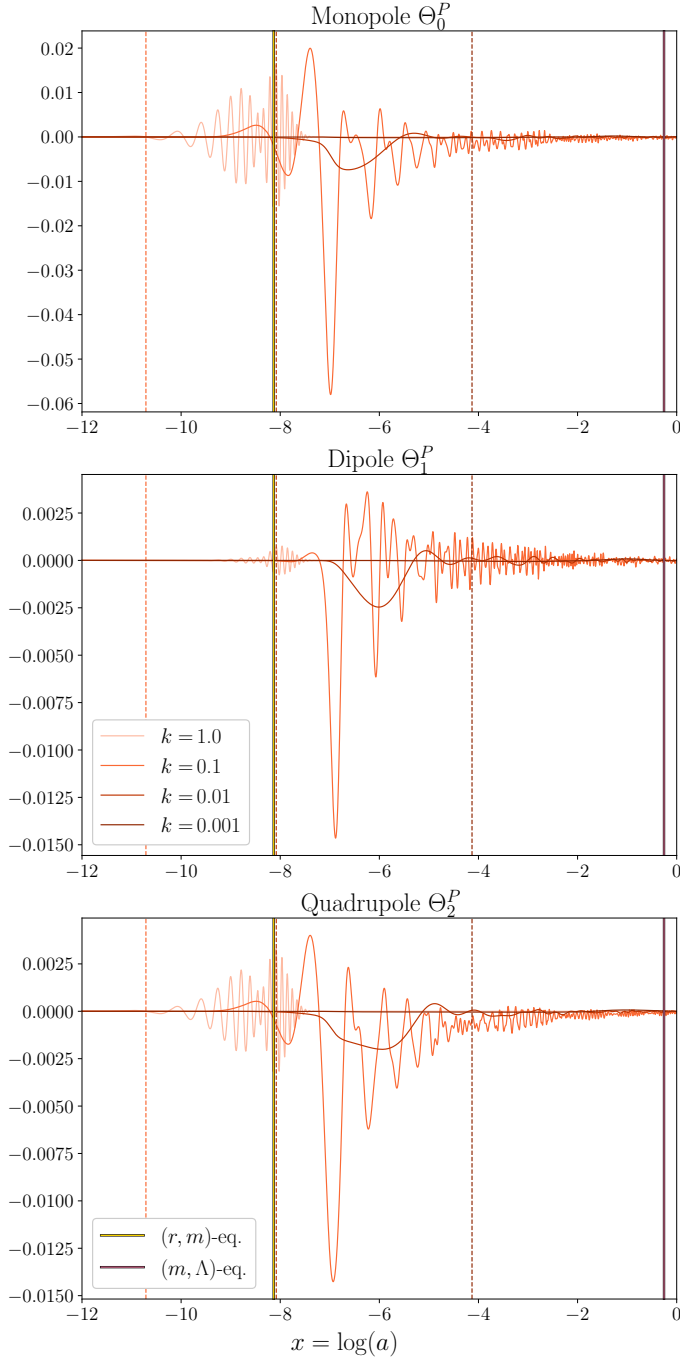 Monopole Θ₀ᴾ
0.02
0.01
0.00
−0.01
−0.02
−0.03
−0.04
−0.05
−0.06
−12 −10 −8 −6 −4 −2 0
Dipole Θ₁ᴾ
0.0025
0.0000
−0.0025
−0.0050
−0.0075
−0.0100
−0.0125
−0.0150
k = 1.0
k = 0.1
k = 0.01
k = 0.001
−12 −10 −8 −6 −4 −2 0
Quadrupole Θ₂ᴾ
0.0025
0.0000
−0.0025
−0.0050
−0.0075
−0.0100
−0.0125
−0.0150
(r, m)-eq.
(m, Λ)-eq.
−12 −10 −8 −6 −4 −2 0
x = log(a)